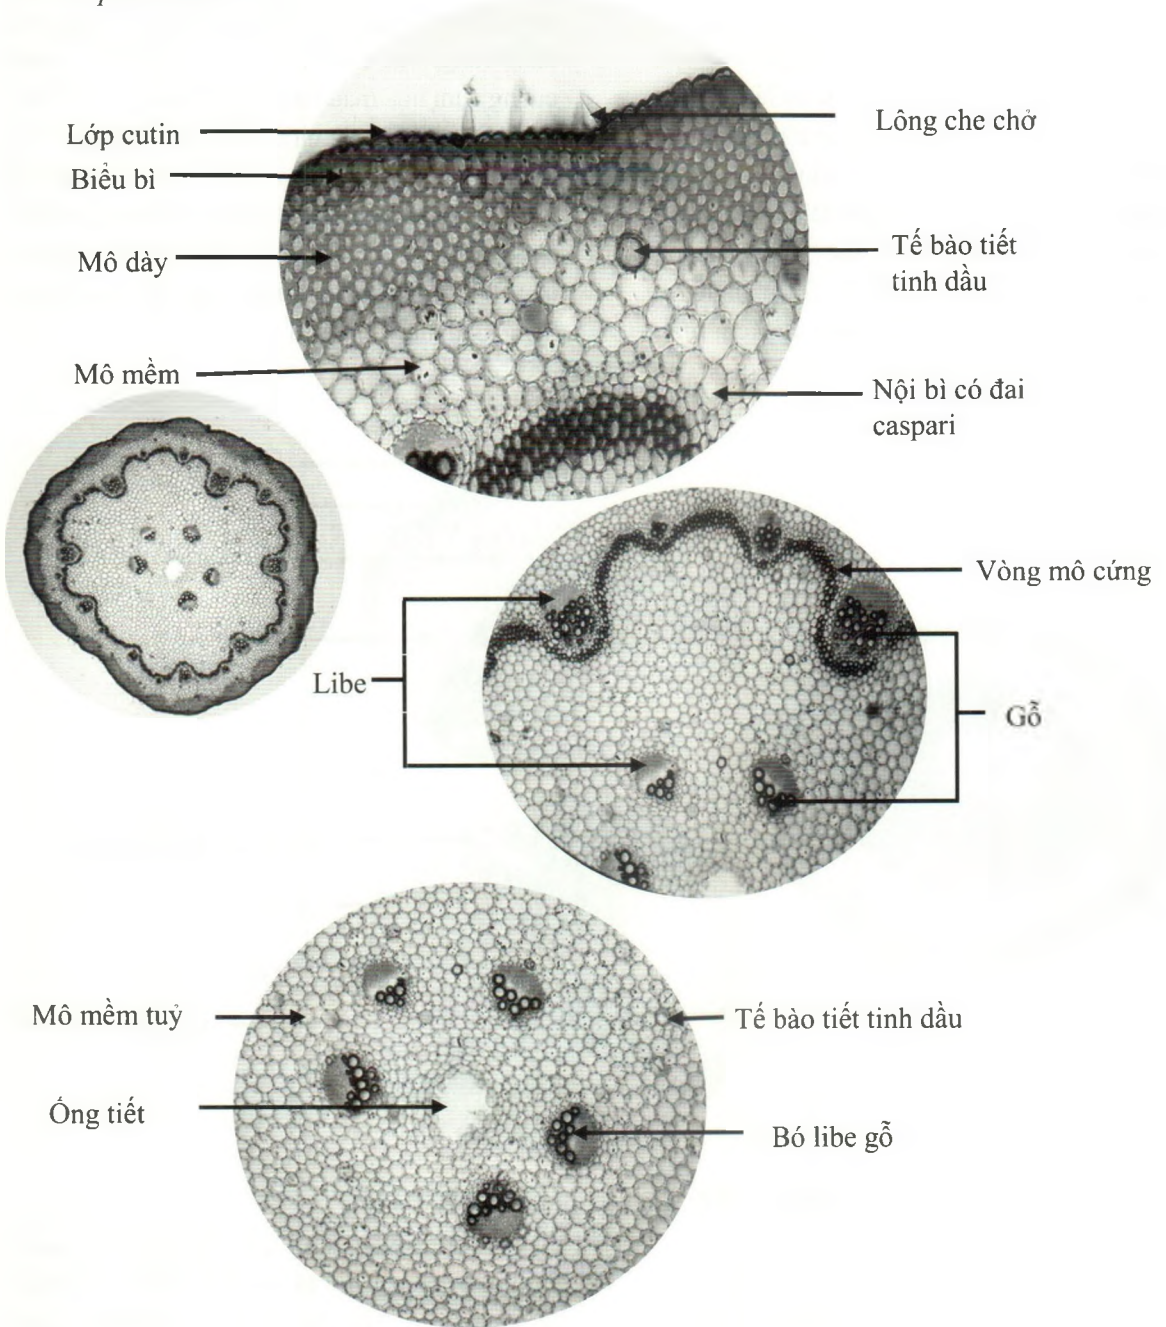 Lớp cutin
Lông che chở
Biểu bì
Mô dày
Tế bào tiết
tinh dầu
Mô mềm
Nội bì có đai
caspari
Vòng mô cứng
Libe
Gỗ
Mô mềm tuỷ
Tế bào tiết tinh dầu
Ống tiết
Bó libe gỗ